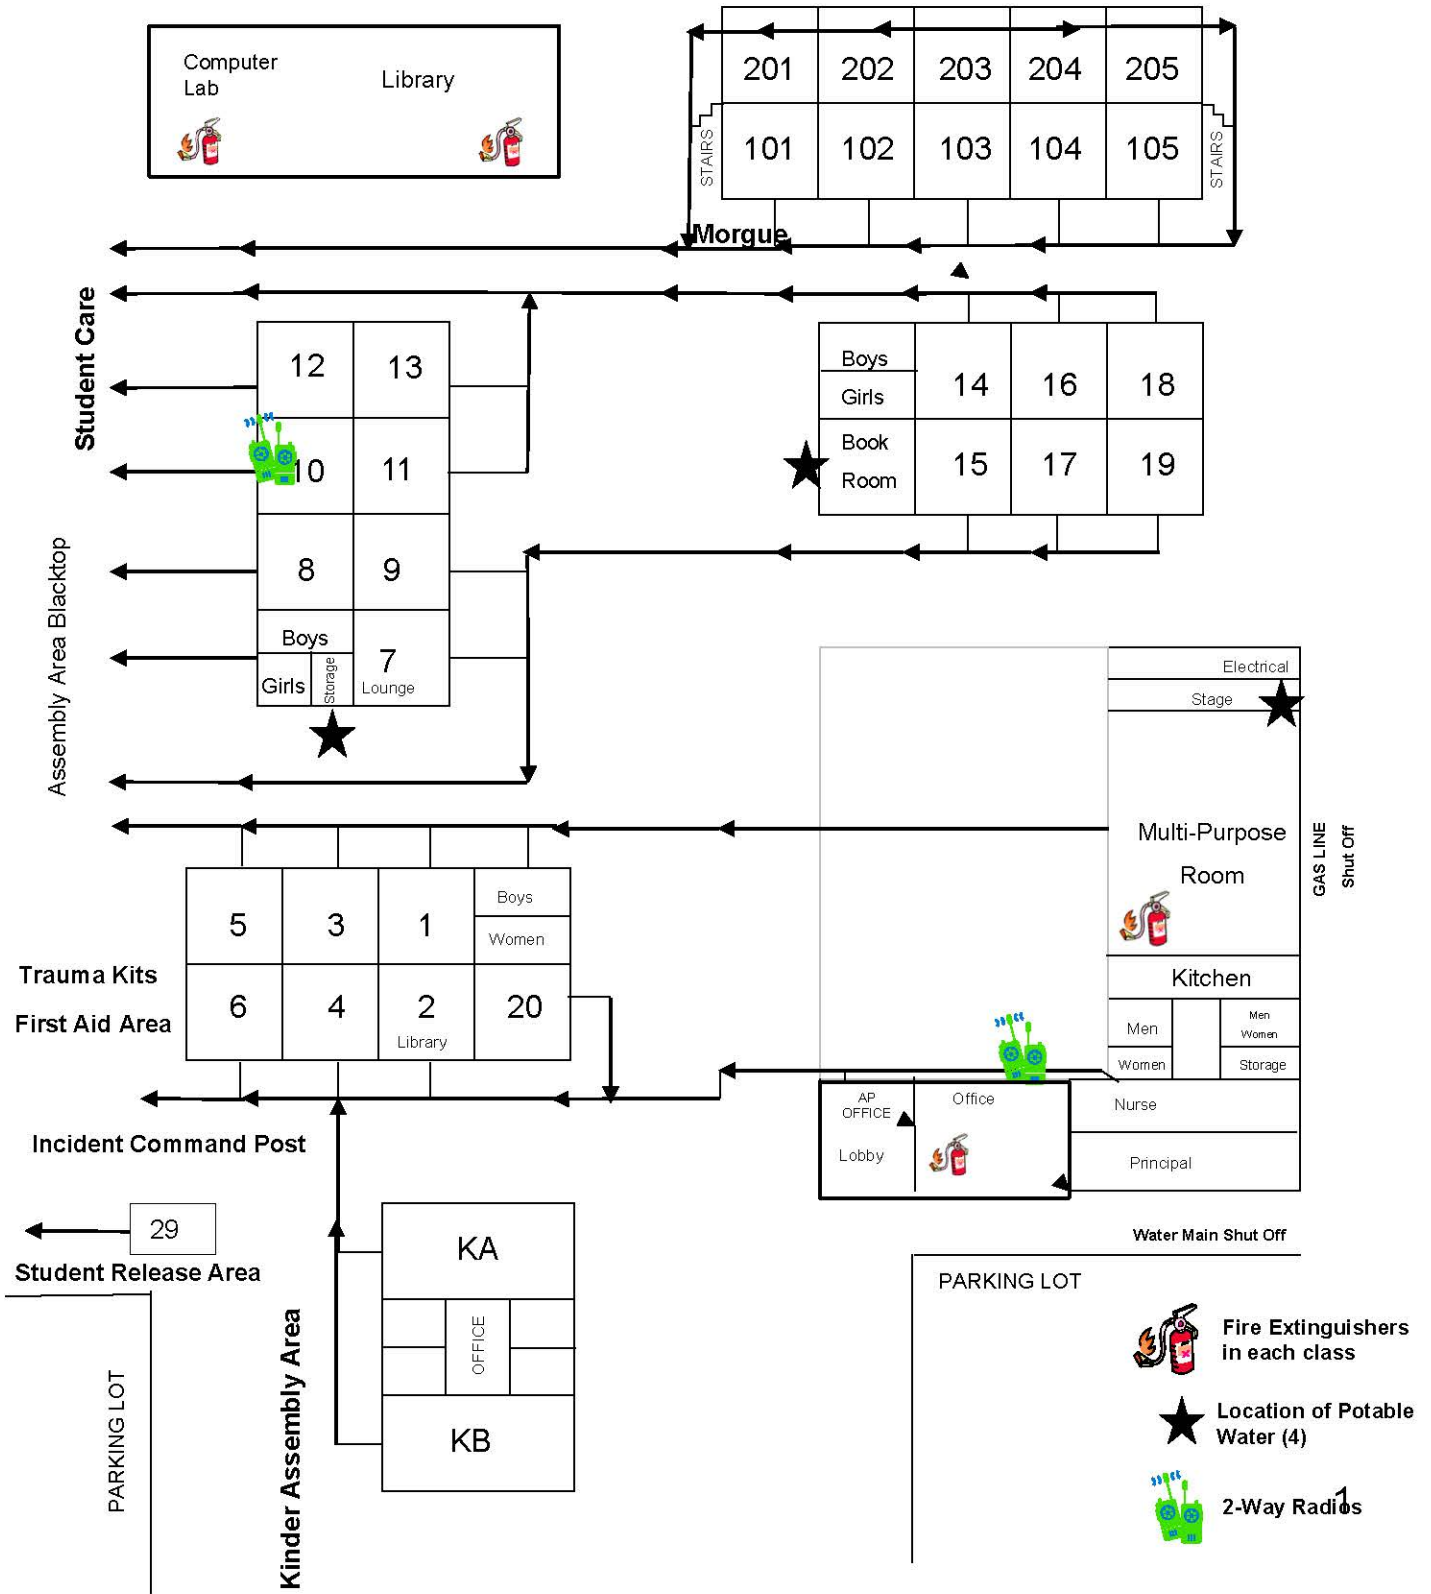 Computer
Lab
Library
201 202 203 204 205
STAIRS
101 102 103 104 105
STAIRS
Morgue
Student Care
12 13
10 11
8 9
Boys
Girls
Storage
7
Lounge
Boys
Girls
Book
Room
14 16 18
15 17 19
Assembly Area Blacktop
Electrical
Stage
Multi-Purpose
Room
GAS LINE
Shut Off
Kitchen
Men
Women
Men
Women
Storage
5 3 1
Boys
Women
6 4 2 20
Library
Trauma Kits
First Aid Area
AP
OFFICE
Office
Lobby
Nurse
Principal
Incident Command Post
29
Student Release Area
KA
OFFICE
KB
Kinder Assembly Area
PARKING LOT
Water Main Shut Off
PARKING LOT
Fire Extinguishers
in each class
Location of Potable
Water (4)
2-Way Radios
1